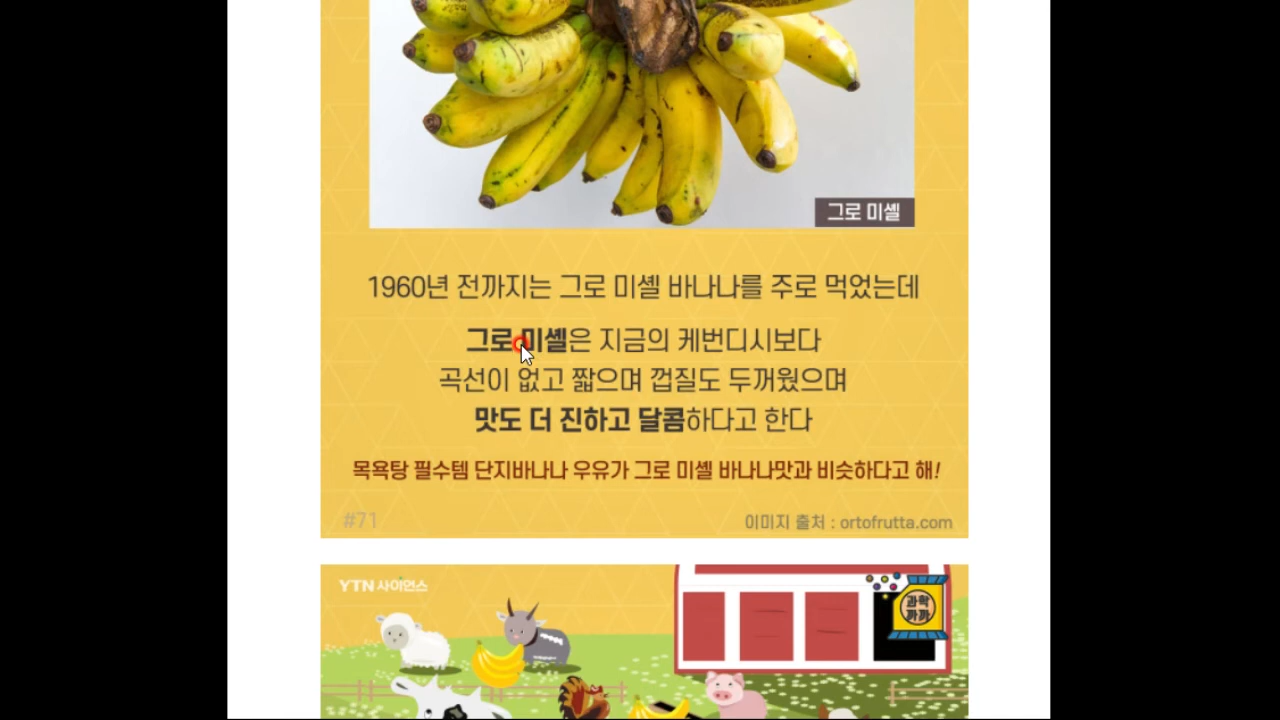 그로 미셸
1960년 전까지는 그로 미셸 바나나를 주로 먹었는데
그로 미셸은 지금의 케번디시보다
곡선이 없고 짧으며 껍질도 두꺼웠으며
맛도 더 진하고 달콤하다고 한다
목욕탕 필수템 단지바나나 우유가 그로 미셸 바나나맛과 비슷하다고 해!
#71
이미지 출처 : ortofrutta.com
YTN 사이언스
과학
까까